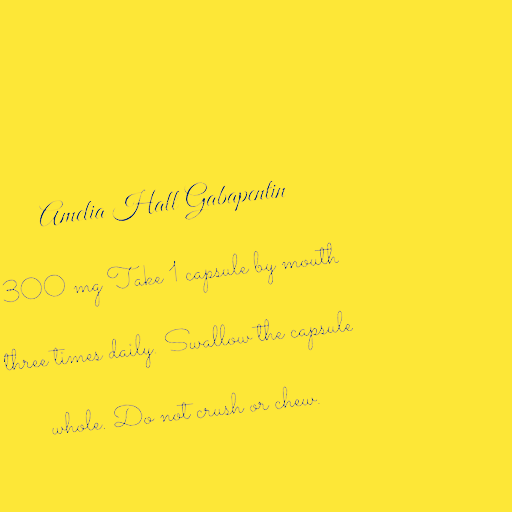 Amelia Hall Gabapentin
300 mg Take 1 capsule by mouth
three times daily. Swallow the capsule
whole. Do not crush or chew.